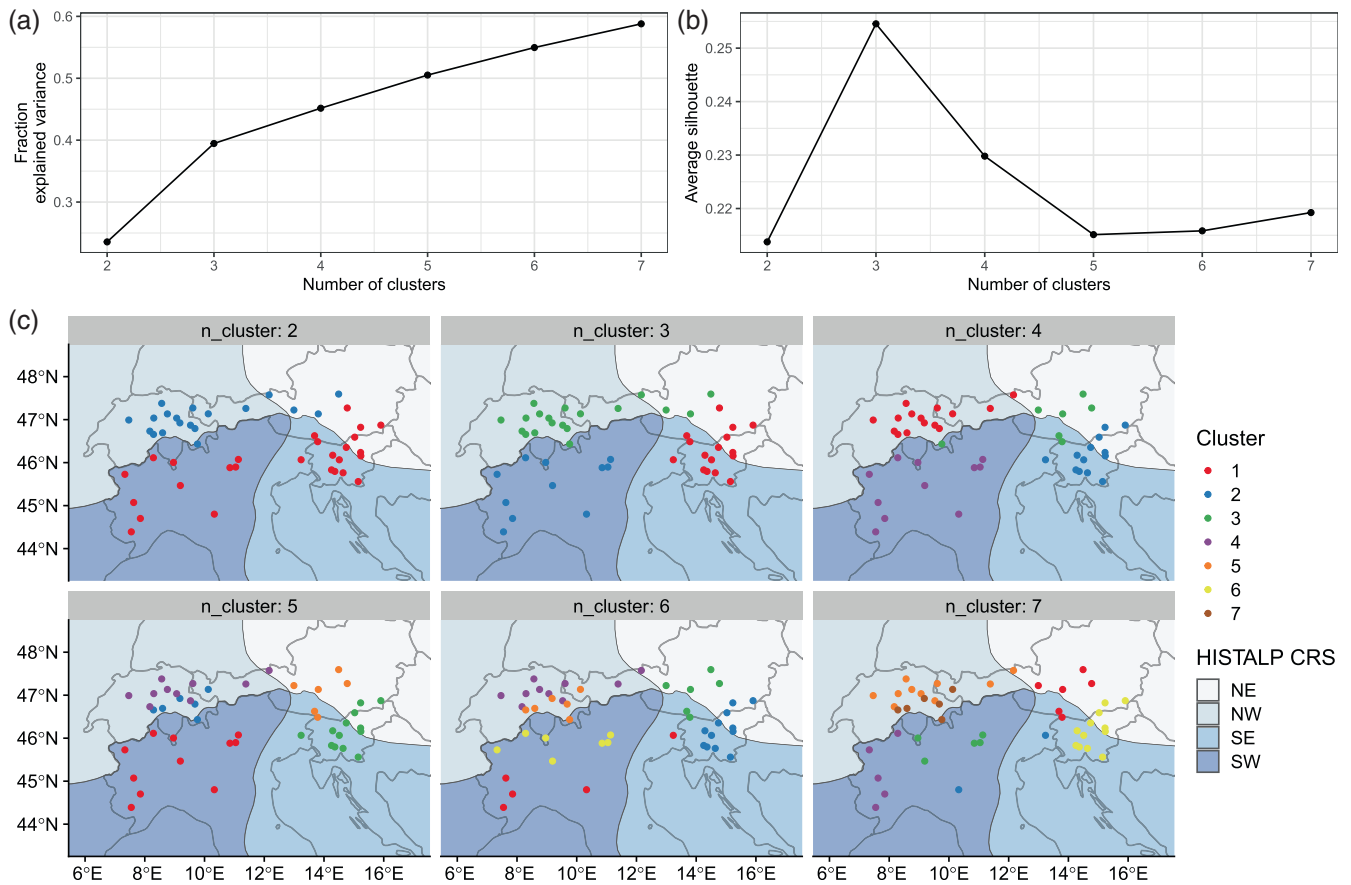 (a)
0.6
0.5
0.4
0.3
Fraction
explained variance
2 3 4 5 6 7
Number of clusters
(b)
0.25
0.24
0.23
0.22
Average silhouette
2 3 4 5 6 7
Number of clusters
(c)
n_cluster: 2
n_cluster: 3
n_cluster: 4
48°N
47°N
46°N
45°N
44°N
n_cluster: 5
n_cluster: 6
n_cluster: 7
48°N
47°N
46°N
45°N
44°N
6°E 8°E 10°E 12°E 14°E 16°E
6°E 8°E 10°E 12°E 14°E 16°E
6°E 8°E 10°E 12°E 14°E 16°E
Cluster
1
2
3
4
5
6
7
HISTALP CRS
NE
NW
SE
SW